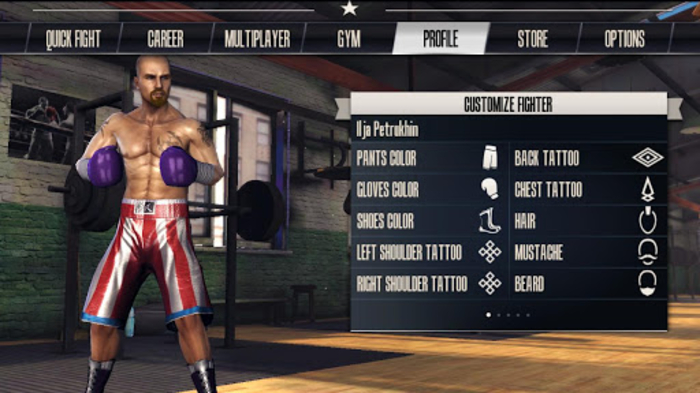 QUICK FIGHT
CAREER
MULTIPLAYER
GYM
PROFILE
STORE
OPTIONS
CUSTOMIZE FIGHTER
Ilja Petrukhin
PANTS COLOR
BACK TATTOO
GLOVES COLOR
CHEST TATTOO
SHOES COLOR
HAIR
LEFT SHOULDER TATTOO
MUSTACHE
RIGHT SHOULDER TATTOO
BEARD